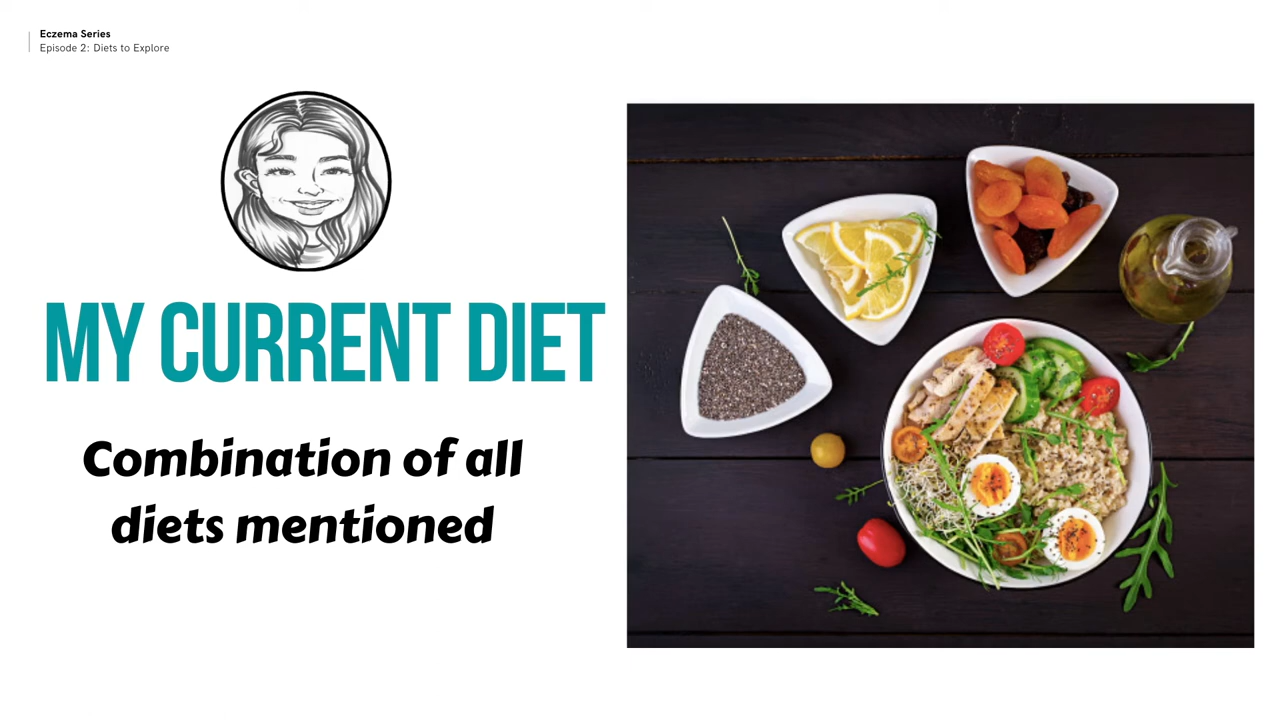 Eczema Series
Episode 2: Diets to Explore
MY CURRENT DIET
Combination of all
diets mentioned